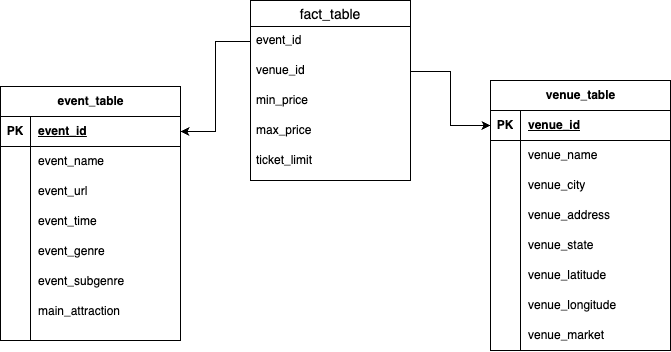 fact_table
event_id
venue_id
min_price
max_price
ticket_limit
event_table
PK event_id
event_name
event_url
event_time
event_genre
event_subgenre
main_attraction
venue_table
PK venue_id
venue_name
venue_city
venue_address
venue_state
venue_latitude
venue_longitude
venue_market